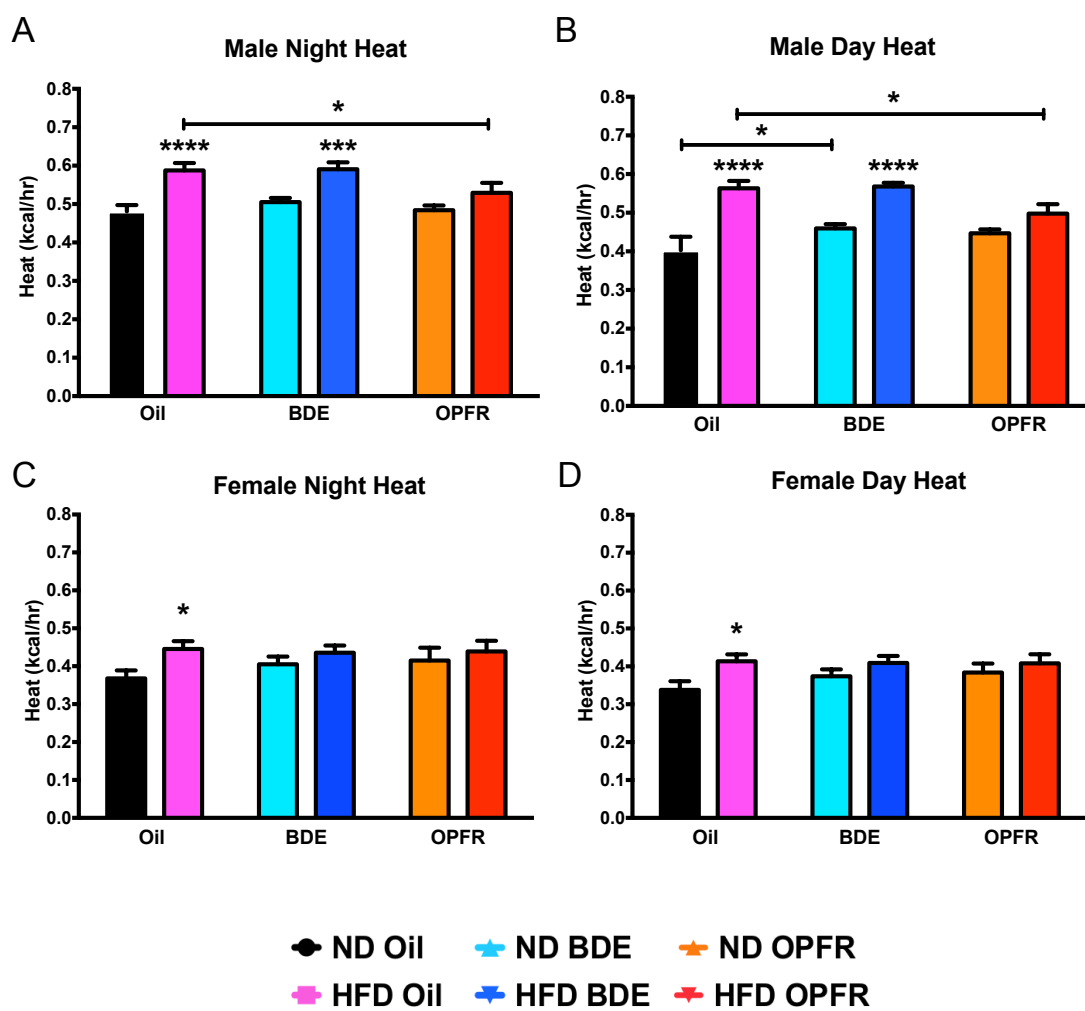 A
Male Night Heat
Heat (kcal/hr)
0.8
0.7
0.6
0.5
0.4
0.3
0.2
0.1
0.0
*
****
***
Oil BDE OPFR
B
Male Day Heat
Heat (kcal/hr)
0.8
0.7
0.6
0.5
0.4
0.3
0.2
0.1
0.0
*
*
****
****
Oil BDE OPFR
C
Female Night Heat
Heat (kcal/hr)
0.8
0.7
0.6
0.5
0.4
0.3
0.2
0.1
0.0
*
Oil BDE OPFR
D
Female Day Heat
Heat (kcal/hr)
0.8
0.7
0.6
0.5
0.4
0.3
0.2
0.1
0.0
*
Oil BDE OPFR
ND Oil ND BDE ND OPFR
HFD Oil HFD BDE HFD OPFR